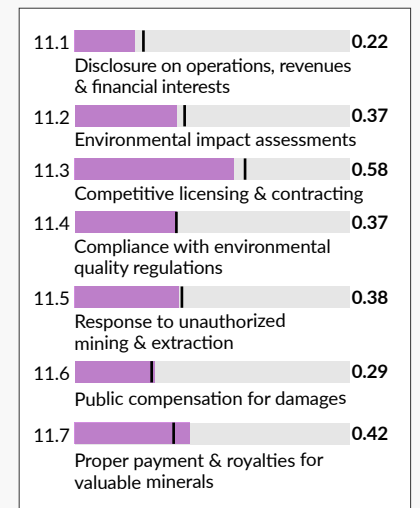 11.1 0.22
Disclosure on operations, revenues
& financial interests
11.2 0.37
Environmental impact assessments
11.3 0.58
Competitive licensing & contracting
11.4 0.37
Compliance with environmental
quality regulations
11.5 0.38
Response to unauthorized
mining & extraction
11.6 0.29
Public compensation for damages
11.7 0.42
Proper payment & royalties for
valuable minerals